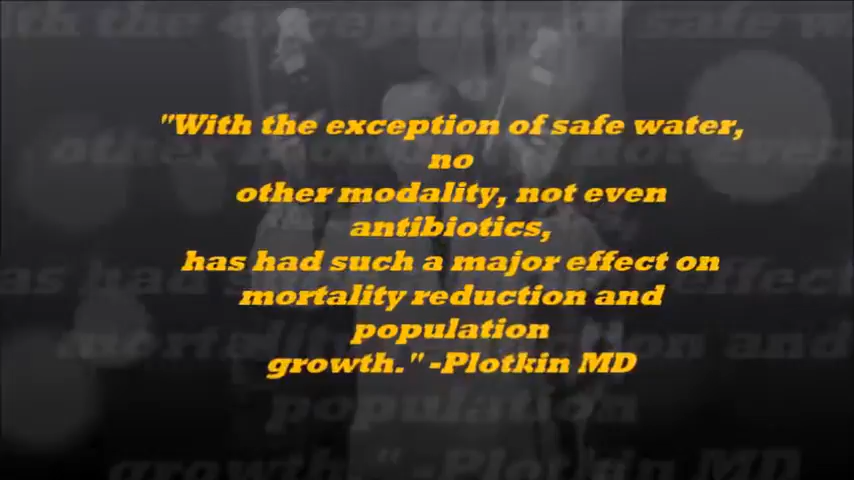 "With the exception of safe water,
no
other modality, not even
antibiotics,
has had such a major effect on
mortality reduction and
population
growth." -Plotkin MD